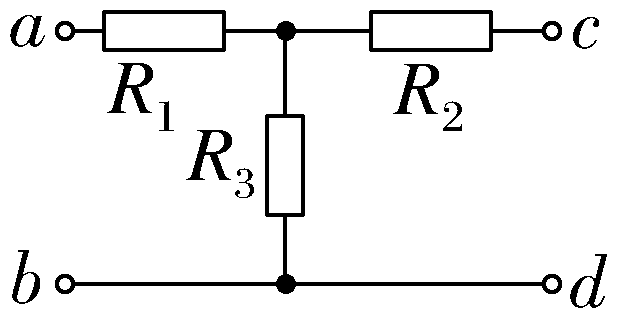 a c
R₁ R₂
R₃
b d